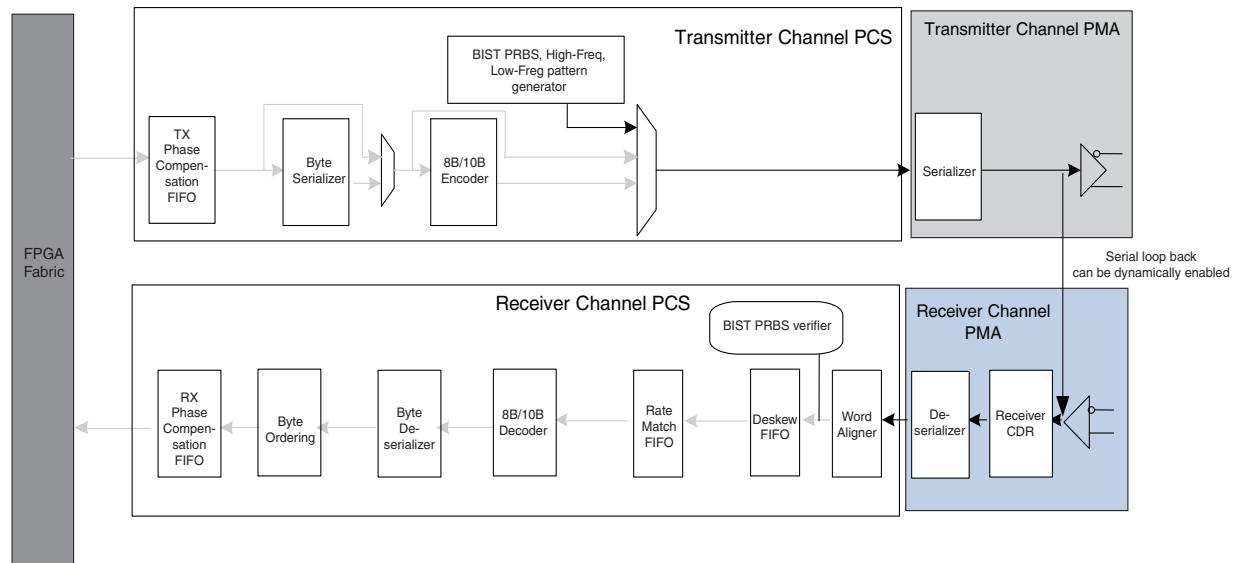 Transmitter Channel PCS
Transmitter Channel PMA
BIST PRBS, High-Freq,
Low-Freg pattern
generator
TX
Phase
Compen-
sation
FIFO
Byte
Serializer
8B/10B
Encoder
Serializer
FPGA
Fabric
Serial loop back
can be dynamically enabled
Receiver Channel PCS
Receiver Channel
PMA
BIST PRBS verifier
RX
Phase
Compen-
sation
FIFO
Byte
Ordering
Byte
De-
serializer
8B/10B
Decoder
Rate
Match
FIFO
Deskew
FIFO
Word
Aligner
De-
serializer
Receiver
CDR